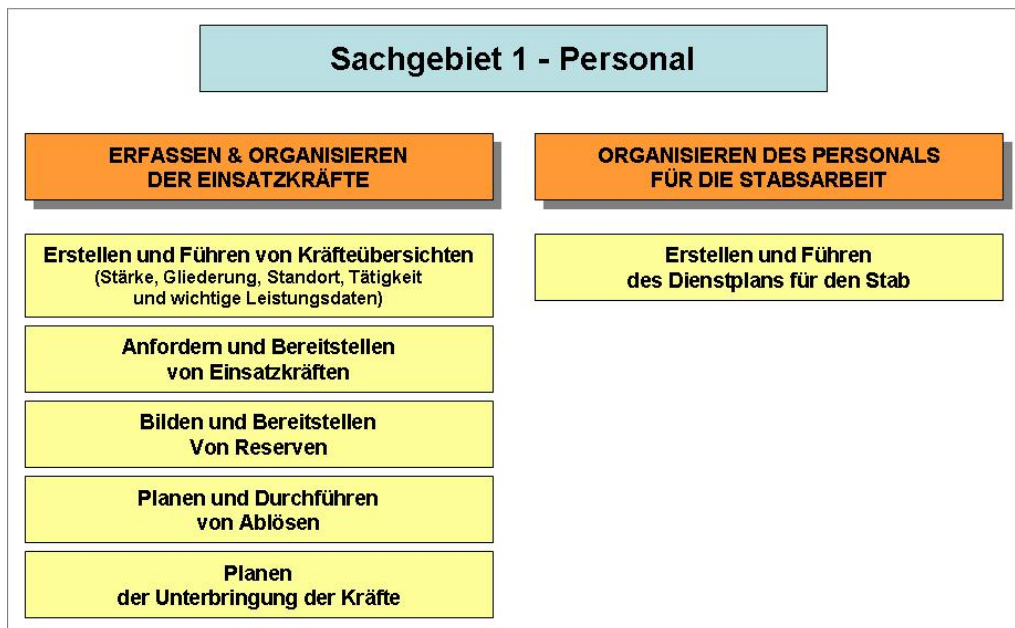 Sachgebiet 1 - Personal
ERFASSEN & ORGANISIEREN
DER EINSATZKRÄFTE
Erstellen und Führen von Kräfteübersichten
(Stärke, Gliederung, Standort, Tätigkeit
und wichtige Leistungsdaten)
Anfordern und Bereitstellen
von Einsatzkräften
Bilden und Bereitstellen
Von Reserven
Planen und Durchführen
von Ablösen
Planen
der Unterbringung der Kräfte
ORGANISIEREN DES PERSONALS
FÜR DIE STABSARBEIT
Erstellen und Führen
des Dienstplans für den Stab